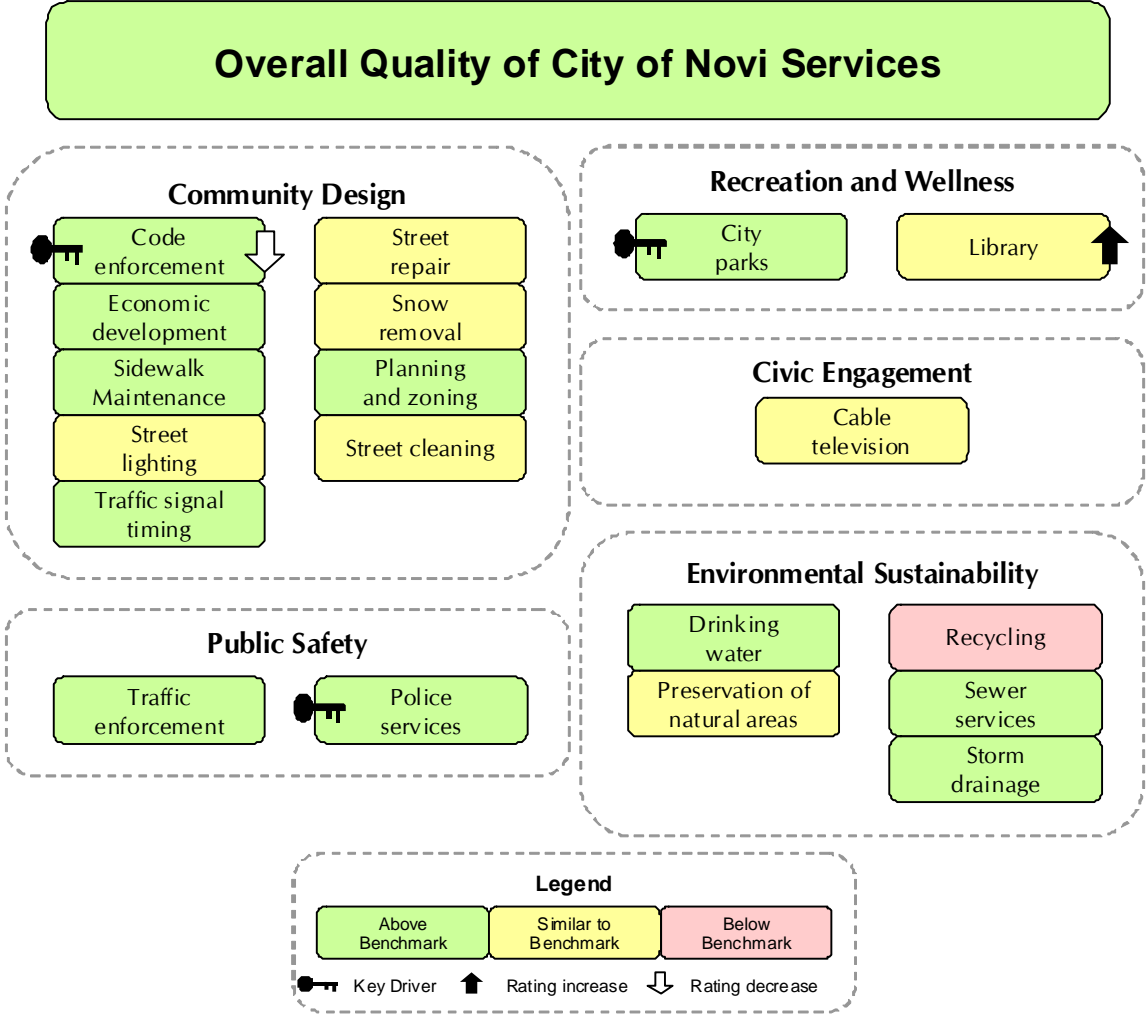 Overall Quality of City of Novi Services
Community Design
Code
enforcement
Economic
development
Sidewalk
Maintenance
Street
lighting
Traffic signal
timing
Street
repair
Snow
removal
Planning
and zoning
Street cleaning
Recreation and Wellness
City
parks
Library
Civic Engagement
Cable
television
Public Safety
Traffic
enforcement
Police
services
Environmental Sustainability
Drinking
water
Preservation of
natural areas
Recycling
Sewer
services
Storm
drainage
Legend
Above
Benchmark
Similar to
Benchmark
Below
Benchmark
Key Driver
Rating increase
Rating decrease